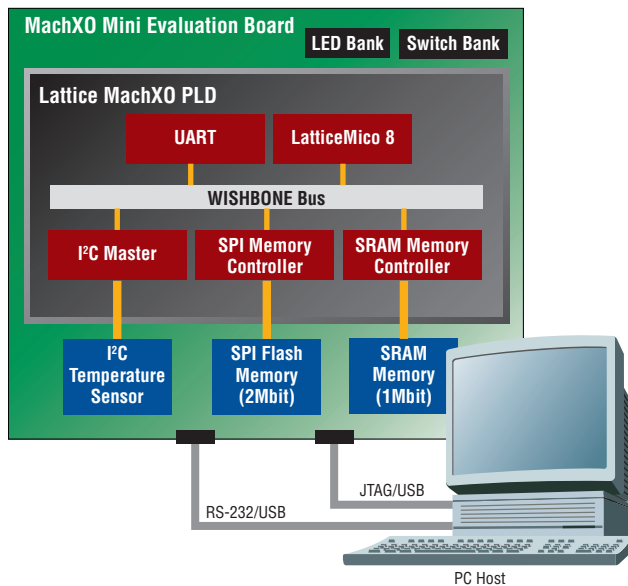 MachXO Mini Evaluation Board
LED Bank
Switch Bank
Lattice MachXO PLD
UART
LatticeMico 8
WISHBONE Bus
I²C Master
SPI Memory
Controller
SRAM Memory
Controller
I²C
Temperature
Sensor
SPI Flash
Memory
(2Mbit)
SRAM
Memory
(1Mbit)
JTAG/USB
RS-232/USB
PC Host